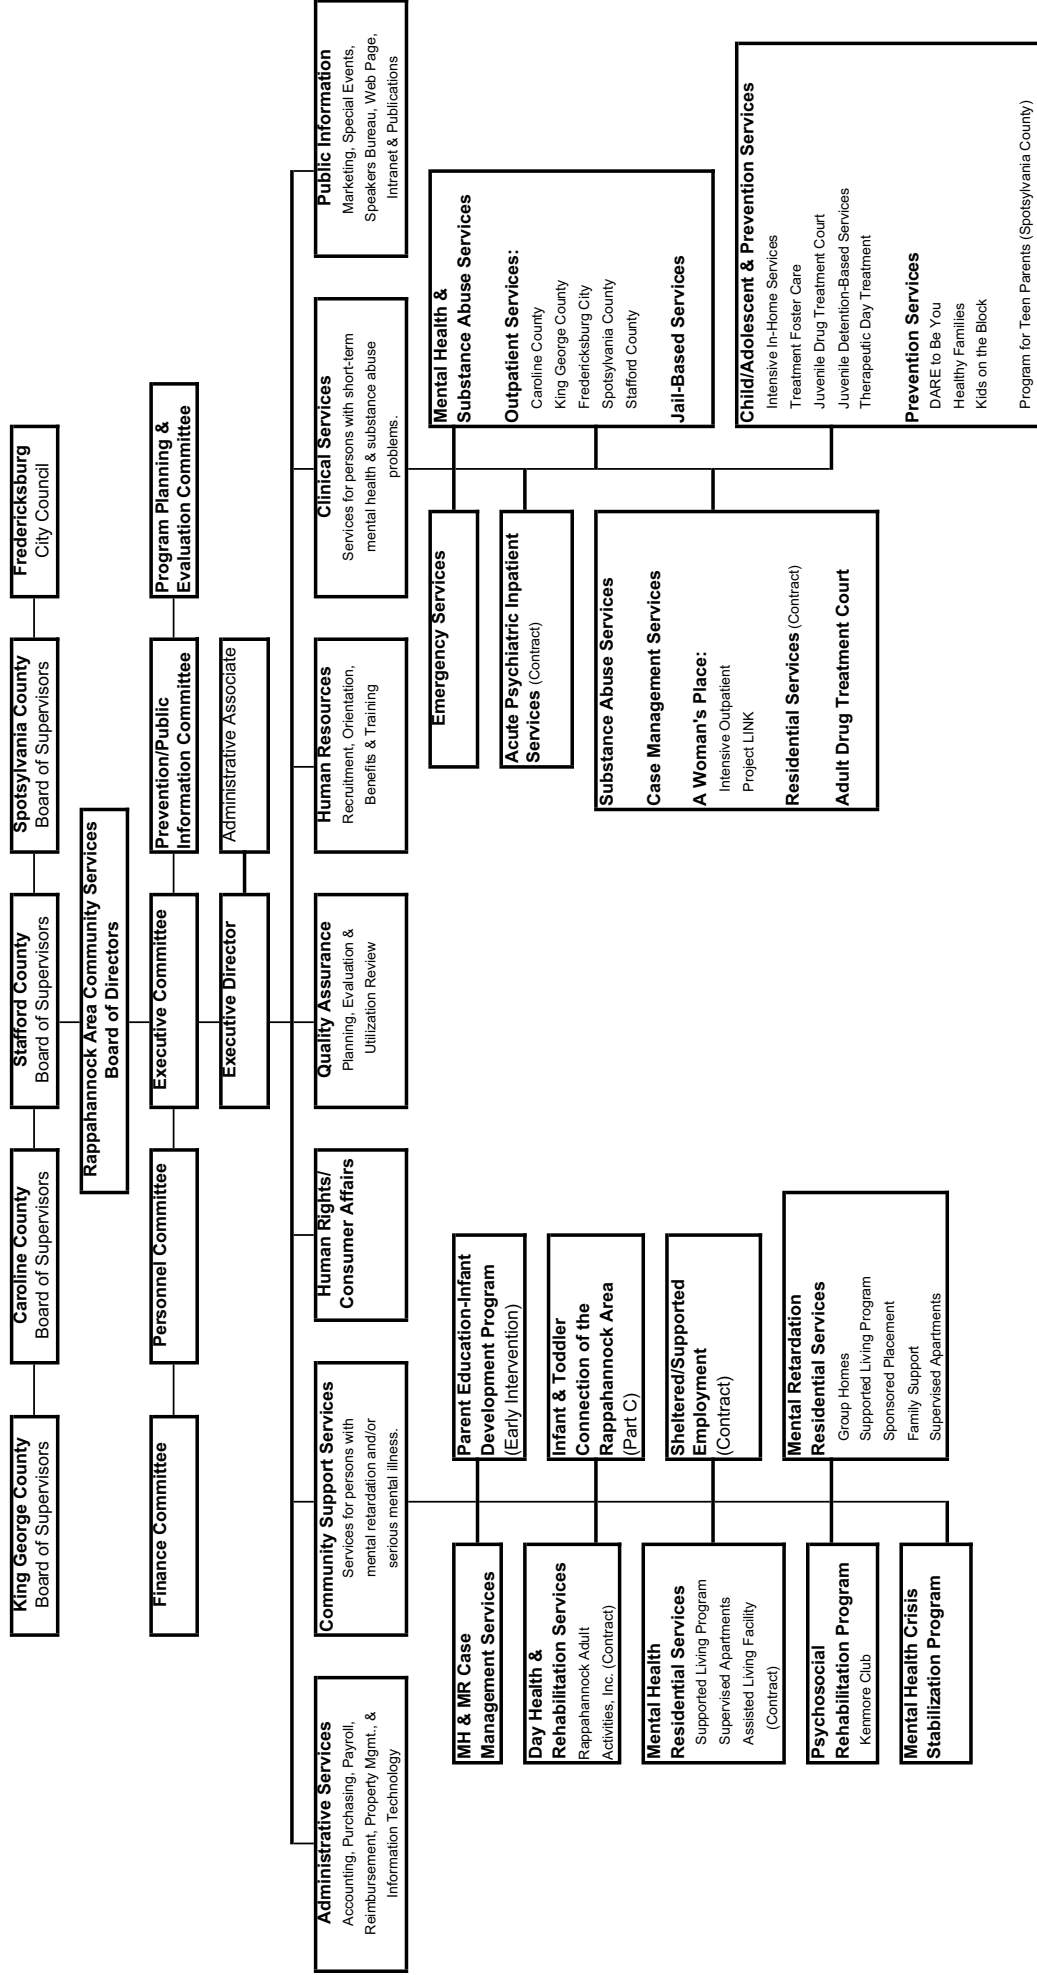 King George County
Board of Supervisors
Caroline County
Board of Supervisors
Stafford County
Board of Supervisors
Spotsylvania County
Board of Supervisors
Fredericksburg
City Council
Rappahannock Area Community Services
Board of Directors
Finance Committee
Personnel Committee
Executive Committee
Prevention/Public
Information Committee
Program Planning &
Evaluation Committee
Executive Director
Administrative Associate
Administrative Services
Accounting, Purchasing, Payroll,
Reimbursement, Property Mgmt., &
Information Technology
Community Support Services
Services for persons with
mental retardation and/or
serious mental illness.
Human Rights/
Consumer Affairs
Quality Assurance
Planning, Evaluation &
Utilization Review
Human Resources
Recruitment, Orientation,
Benefits & Training
Clinical Services
Services for persons with short-term
mental health & substance abuse
problems.
Public Information
Marketing, Special Events,
Speakers Bureau, Web Page,
Intranet & Publications
MH & MR Case
Management Services
Parent Education-Infant
Development Program
(Early Intervention)
Day Health &
Rehabilitation Services
Rappahannock Adult
Activities, Inc. (Contract)
Infant & Toddler
Connection of the
Rappahannock Area
(Part C)
Mental Health
Residential Services
Supported Living Program
Supervised Apartments
Assisted Living Facility
(Contract)
Sheltered/Supported
Employment
(Contract)
Psychosocial
Rehabilitation Program
Kenmore Club
Mental Retardation
Residential Services
Group Homes
Supported Living Program
Sponsored Placement
Family Support
Supervised Apartments
Mental Health Crisis
Stabilization Program
Emergency Services
Mental Health &
Substance Abuse Services
Outpatient Services:
Caroline County
King George County
Fredericksburg City
Spotsylvania County
Stafford County
Jail-Based Services
Acute Psychiatric Inpatient
Services (Contract)
Substance Abuse Services
Case Management Services
A Woman's Place:
Intensive Outpatient
Project LINK
Residential Services (Contract)
Adult Drug Treatment Court
Child/Adolescent & Prevention Services
Intensive In-Home Services
Treatment Foster Care
Juvenile Drug Treatment Court
Juvenile Detention-Based Services
Therapeutic Day Treatment
Prevention Services
DARE to Be You
Healthy Families
Kids on the Block
Program for Teen Parents (Spotsylvania County)